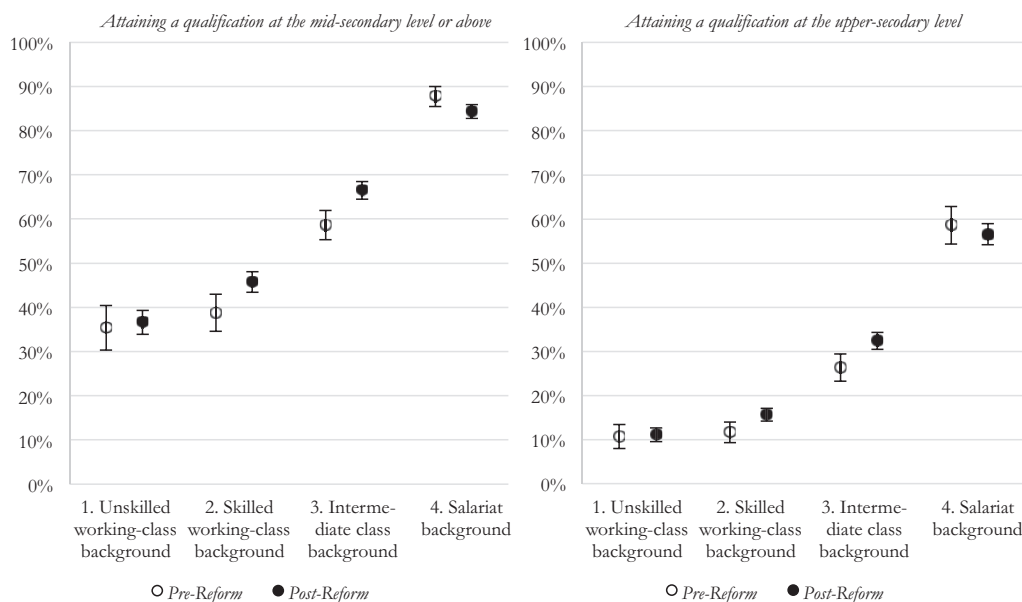 Attaining a qualification at the mid-secondary level or above
100%
90%
80%
70%
60%
50%
40%
30%
20%
10%
0%
1. Unskilled
working-class
background
2. Skilled
working-class
background
3. Interme-
diate class
background
4. Salariat
background
Pre-Reform
Post-Reform
Attaining a qualification at the upper-secodary level
100%
90%
80%
70%
60%
50%
40%
30%
20%
10%
0%
1. Unskilled
working-class
background
2. Skilled
working-class
background
3. Interme-
diate class
background
4. Salariat
background
Pre-Reform
Post-Reform